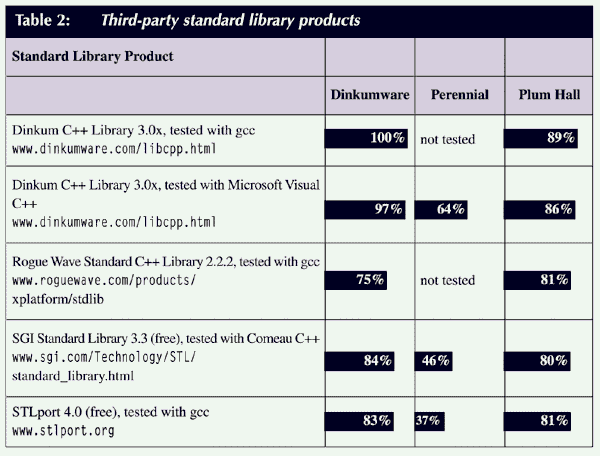 Table 2: Third-party standard library products
Standard Library Product
Dinkumware Perennial Plum Hall
Dinkum C++ Library 3.0x, tested with gcc
www.dinkumware.com/libcpp.html
100% not tested 89%
Dinkum C++ Library 3.0x, tested with Microsoft Visual
C++
www.dinkumware.com/libcpp.html
97% 64% 86%
Rogue Wave Standard C++ Library 2.2.2, tested with gcc
www.roguewave.com/products/
xplatform/stdlib
75% not tested 81%
SGI Standard Library 3.3 (free), tested with Comeau C++
www.sgi.com/Technology/STL/
standard_library.html
84% 46% 80%
STLport 4.0 (free), tested with gcc
www.stlport.org
83% 37% 81%